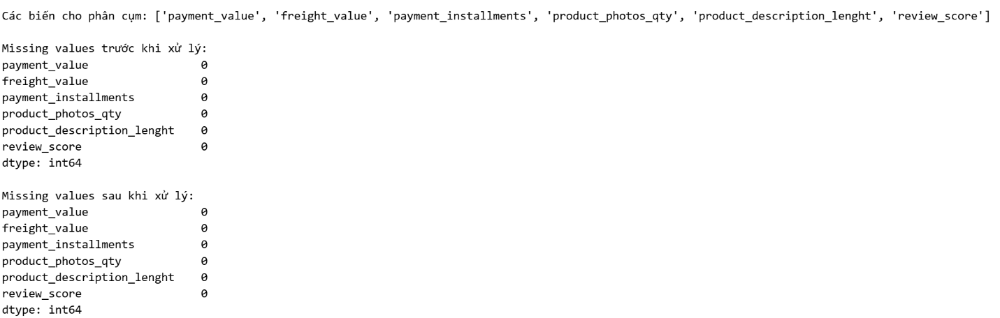 Các biến cho phân cụm: ['payment_value', 'freight_value', 'payment_installments', 'product_photos_qty', 'product_description_lenght', 'review_score']
Missing values trước khi xử lý:
payment_value 0
freight_value 0
payment_installments 0
product_photos_qty 0
product_description_lenght 0
review_score 0
dtype: int64
Missing values sau khi xử lý:
payment_value 0
freight_value 0
payment_installments 0
product_photos_qty 0
product_description_lenght 0
review_score 0
dtype: int64